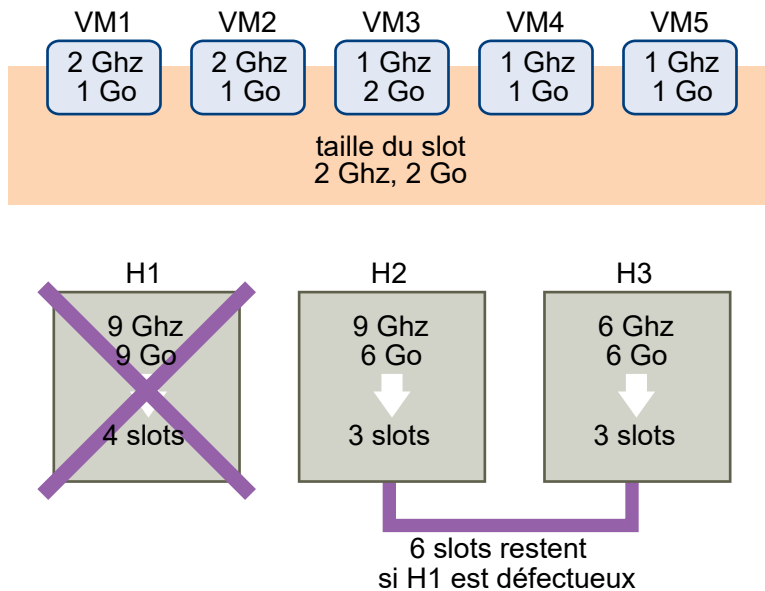 VM1 VM2 VM3 VM4 VM5
2 Ghz 2 Ghz 1 Ghz 1 Ghz 1 Ghz
1 Go 1 Go 2 Go 1 Go 1 Go
taille du slot
2 Ghz, 2 Go
H1 H2 H3
9 Ghz 9 Ghz 6 Ghz
9 Go 6 Go 6 Go
4 slots 3 slots 3 slots
6 slots restent
si H1 est défectueux